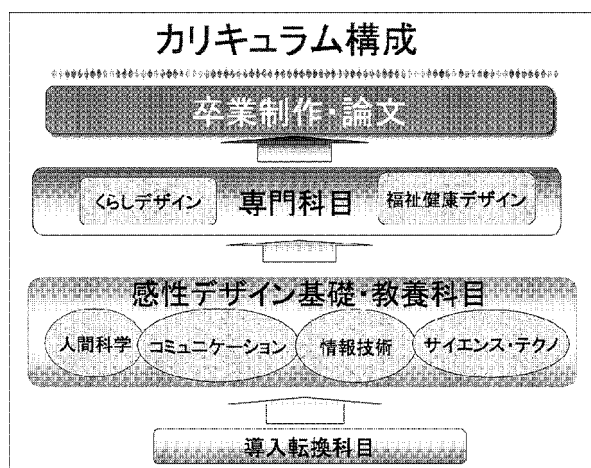 カリキュラム構成
卒業制作・論文
くらしデザイン 専門科目 福祉健康デザイン
感性デザイン基礎・教養科目
人間科学 コミュニケーション 情報技術 サイエンス・テクノ
導入転換科目